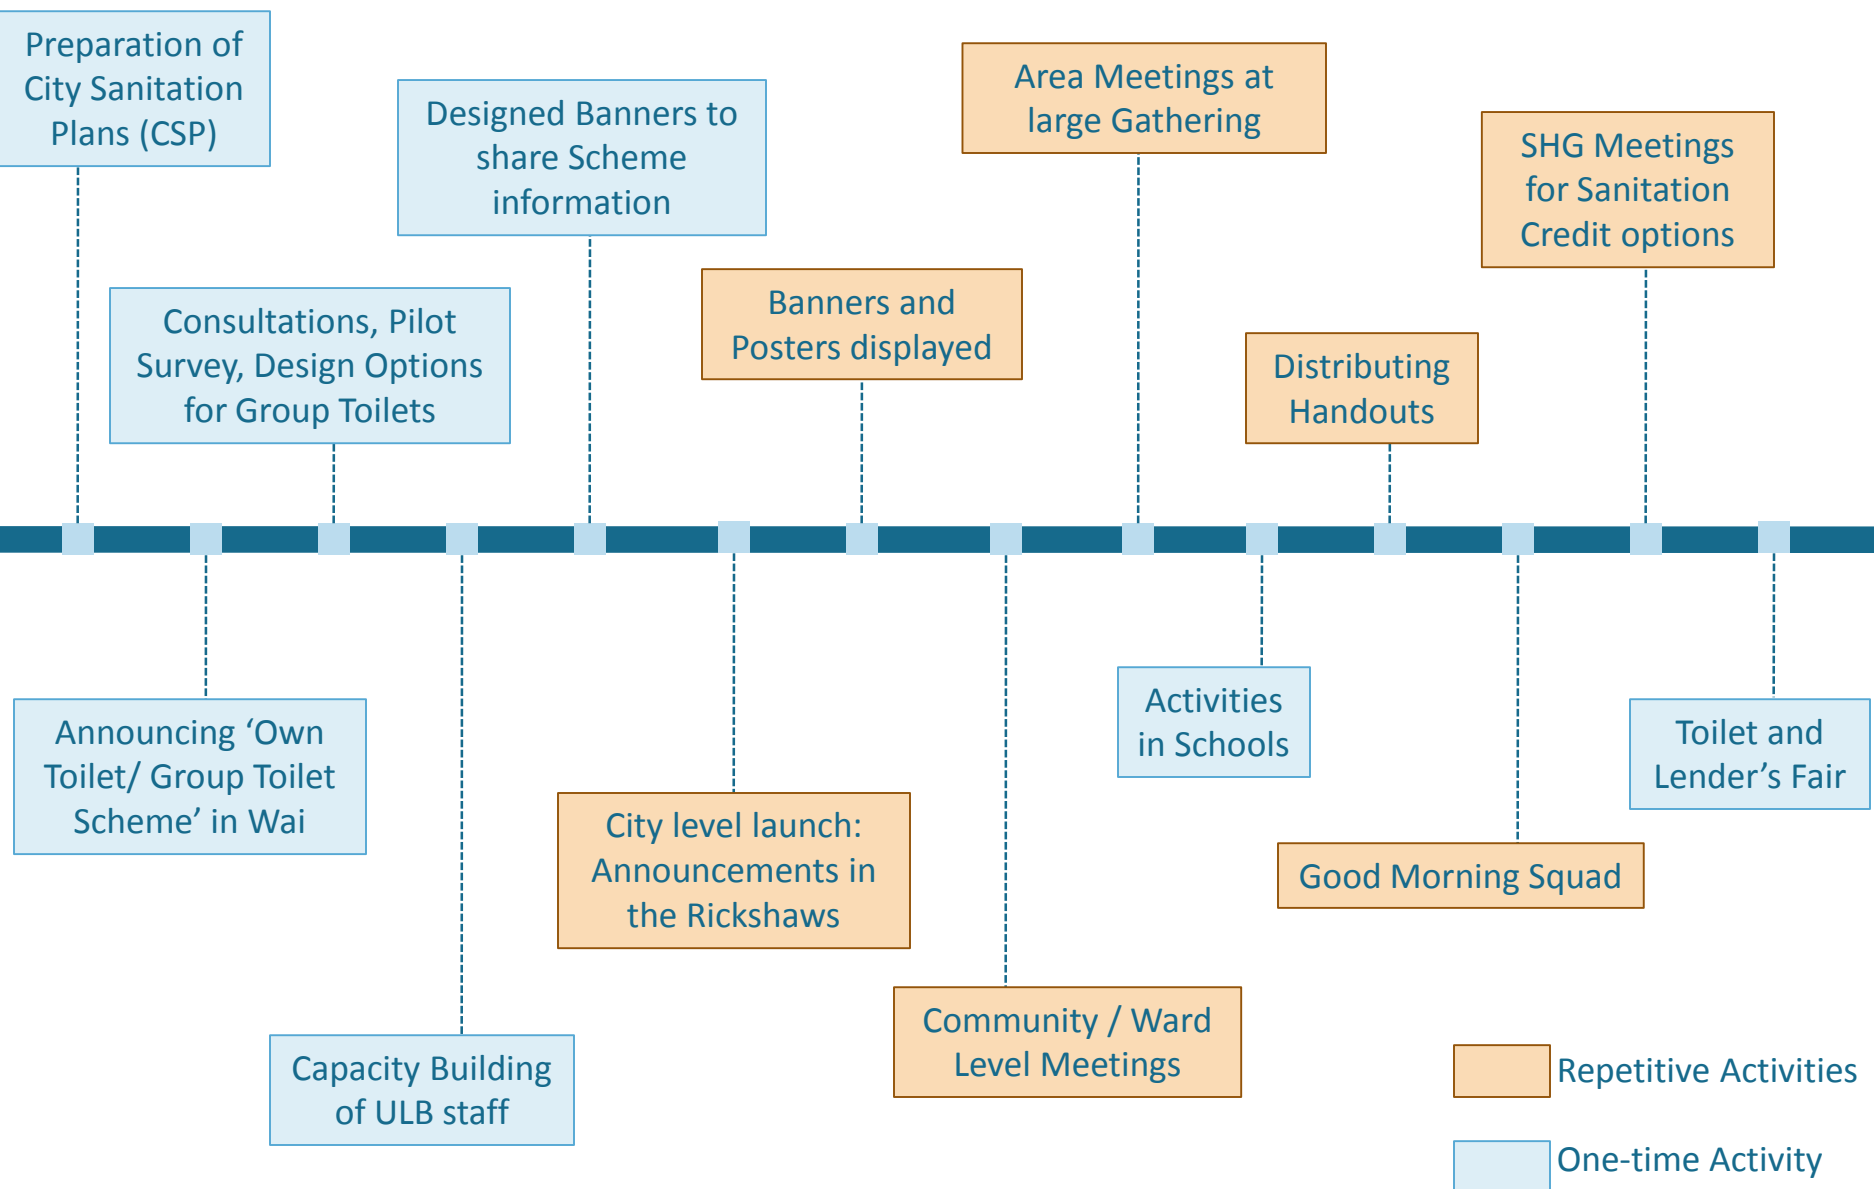 Preparation of
City Sanitation
Plans (CSP)
Announcing ‘Own
Toilet/ Group Toilet
Scheme’ in Wai
Consultations, Pilot
Survey, Design Options
for Group Toilets
Capacity Building
of ULB staff
Designed Banners to
share Scheme
information
City level launch:
Announcements in
the Rickshaws
Banners and
Posters displayed
Community / Ward
Level Meetings
Area Meetings at
large Gathering
Activities
in Schools
Distributing
Handouts
Good Morning Squad
SHG Meetings
for Sanitation
Credit options
Toilet and
Lender’s Fair
Repetitive Activities
One-time Activity